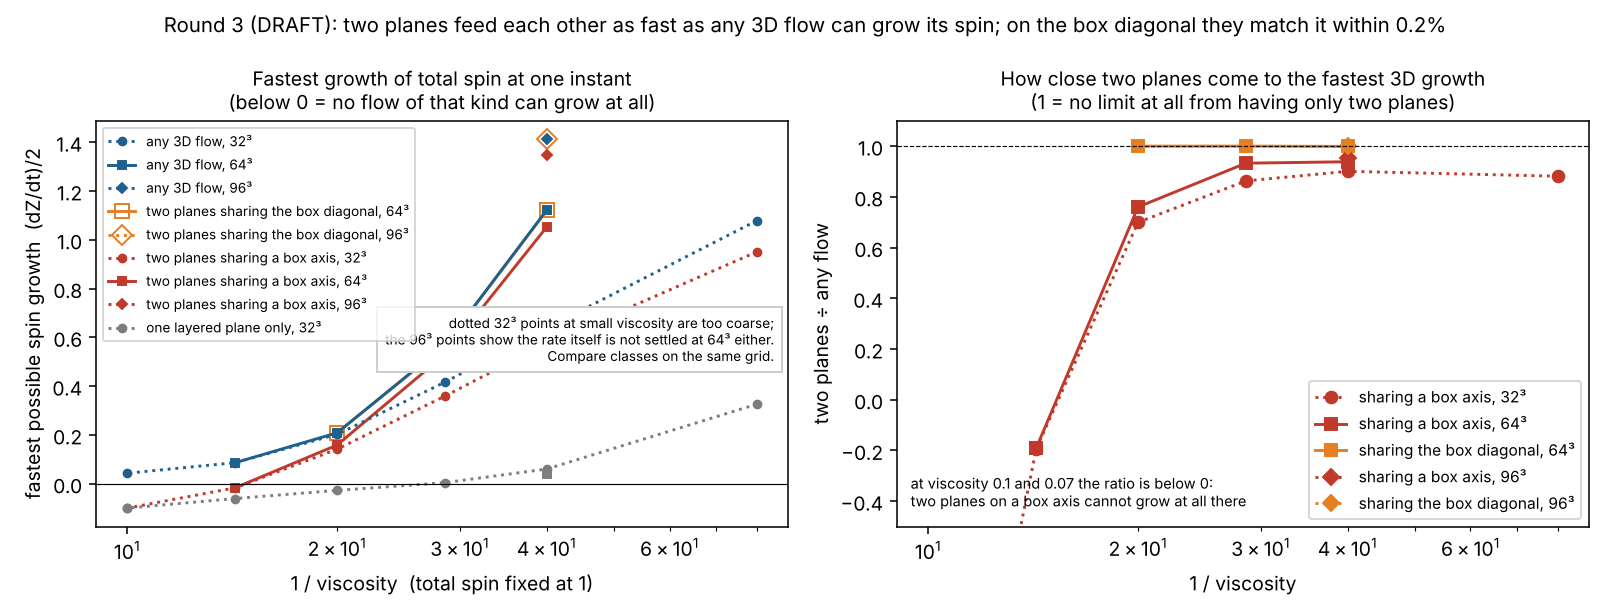 Round 3 (DRAFT): two planes feed each other as fast as any 3D flow can grow its spin; on the box diagonal they match it within 0.2%
Fastest growth of total spin at one instant
(below 0 = no flow of that kind can grow at all)
fastest possible spin growth (dZ/dt)/2
1.4
1.2
1.0
0.8
0.6
0.4
0.2
0.0
any 3D flow, 32³
any 3D flow, 64³
any 3D flow, 96³
two planes sharing the box diagonal, 64³
two planes sharing the box diagonal, 96³
two planes sharing a box axis, 32³
two planes sharing a box axis, 64³
two planes sharing a box axis, 96³
one layered plane only, 32³
dotted 32³ points at small viscosity are too coarse;
the 96³ points show the rate itself is not settled at 64³ either.
Compare classes on the same grid.
10¹ 2 × 10¹ 3 × 10¹ 4 × 10¹ 6 × 10¹
1 / viscosity (total spin fixed at 1)
How close two planes come to the fastest 3D growth
(1 = no limit at all from having only two planes)
two planes ÷ any flow
1.0
0.8
0.6
0.4
0.2
0.0
−0.2
−0.4
at viscosity 0.1 and 0.07 the ratio is below 0:
two planes on a box axis cannot grow at all there
sharing a box axis, 32³
sharing a box axis, 64³
sharing the box diagonal, 64³
sharing a box axis, 96³
sharing the box diagonal, 96³
10¹ 2 × 10¹ 3 × 10¹ 4 × 10¹ 6 × 10¹
1 / viscosity